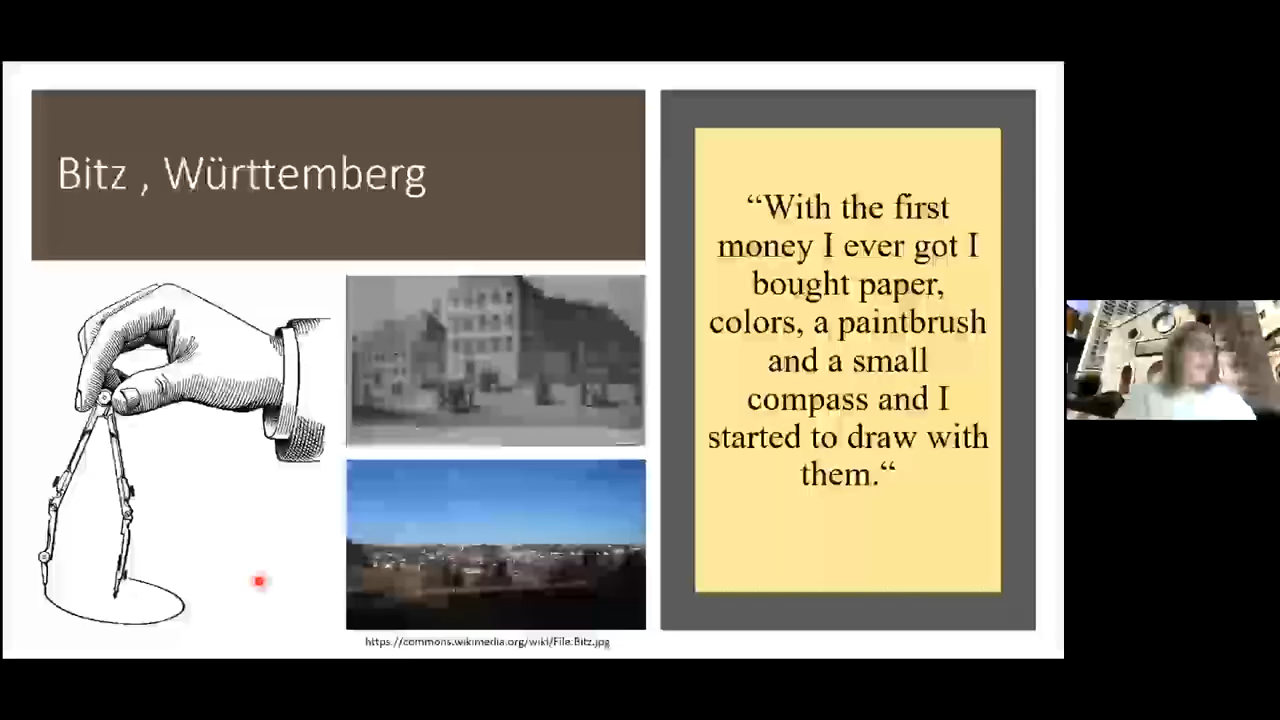 Bitz , Württemberg
“With the first
money I ever got I
bought paper,
colors, a paintbrush
and a small
compass and I
started to draw with
them.“
https://commons.wikimedia.org/wiki/File:Bitz.jpg